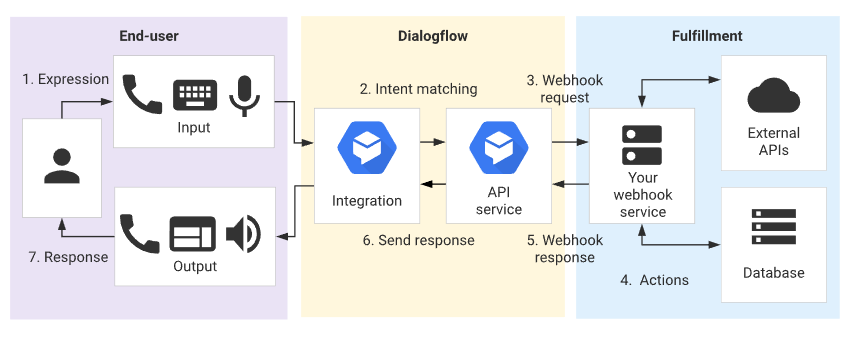 End-user
Dialogflow
Fulfillment
1. Expression
Input
2. Intent matching
3. Webhook
request
External
APIs
Integration
API
service
Your
webhook
service
7. Response
Output
6. Send response
5. Webhook
response
4. Actions
Database